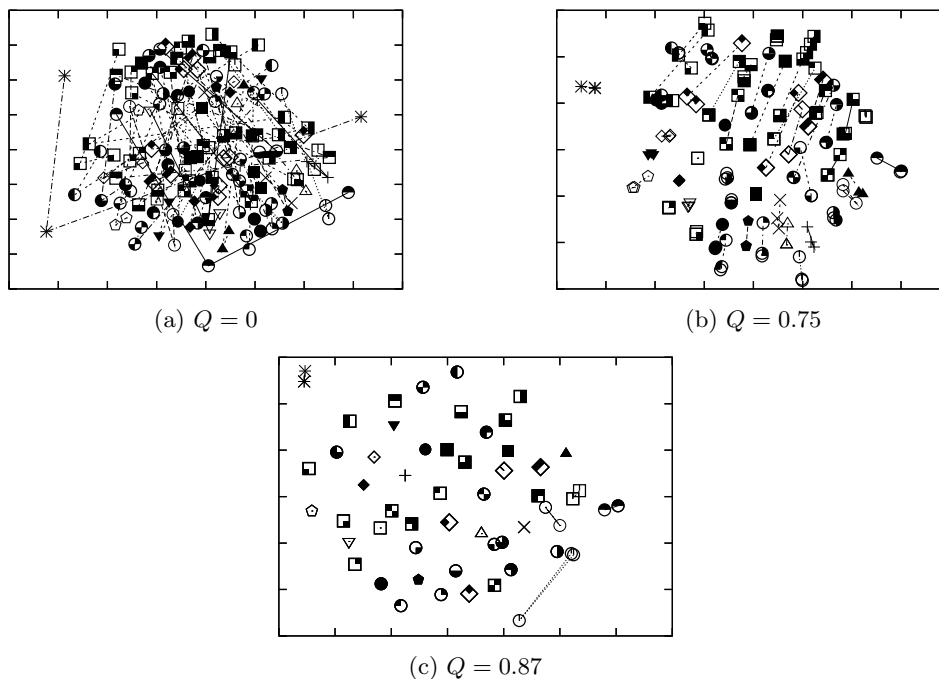 (a) Q = 0
(b) Q = 0.75
(c) Q = 0.87